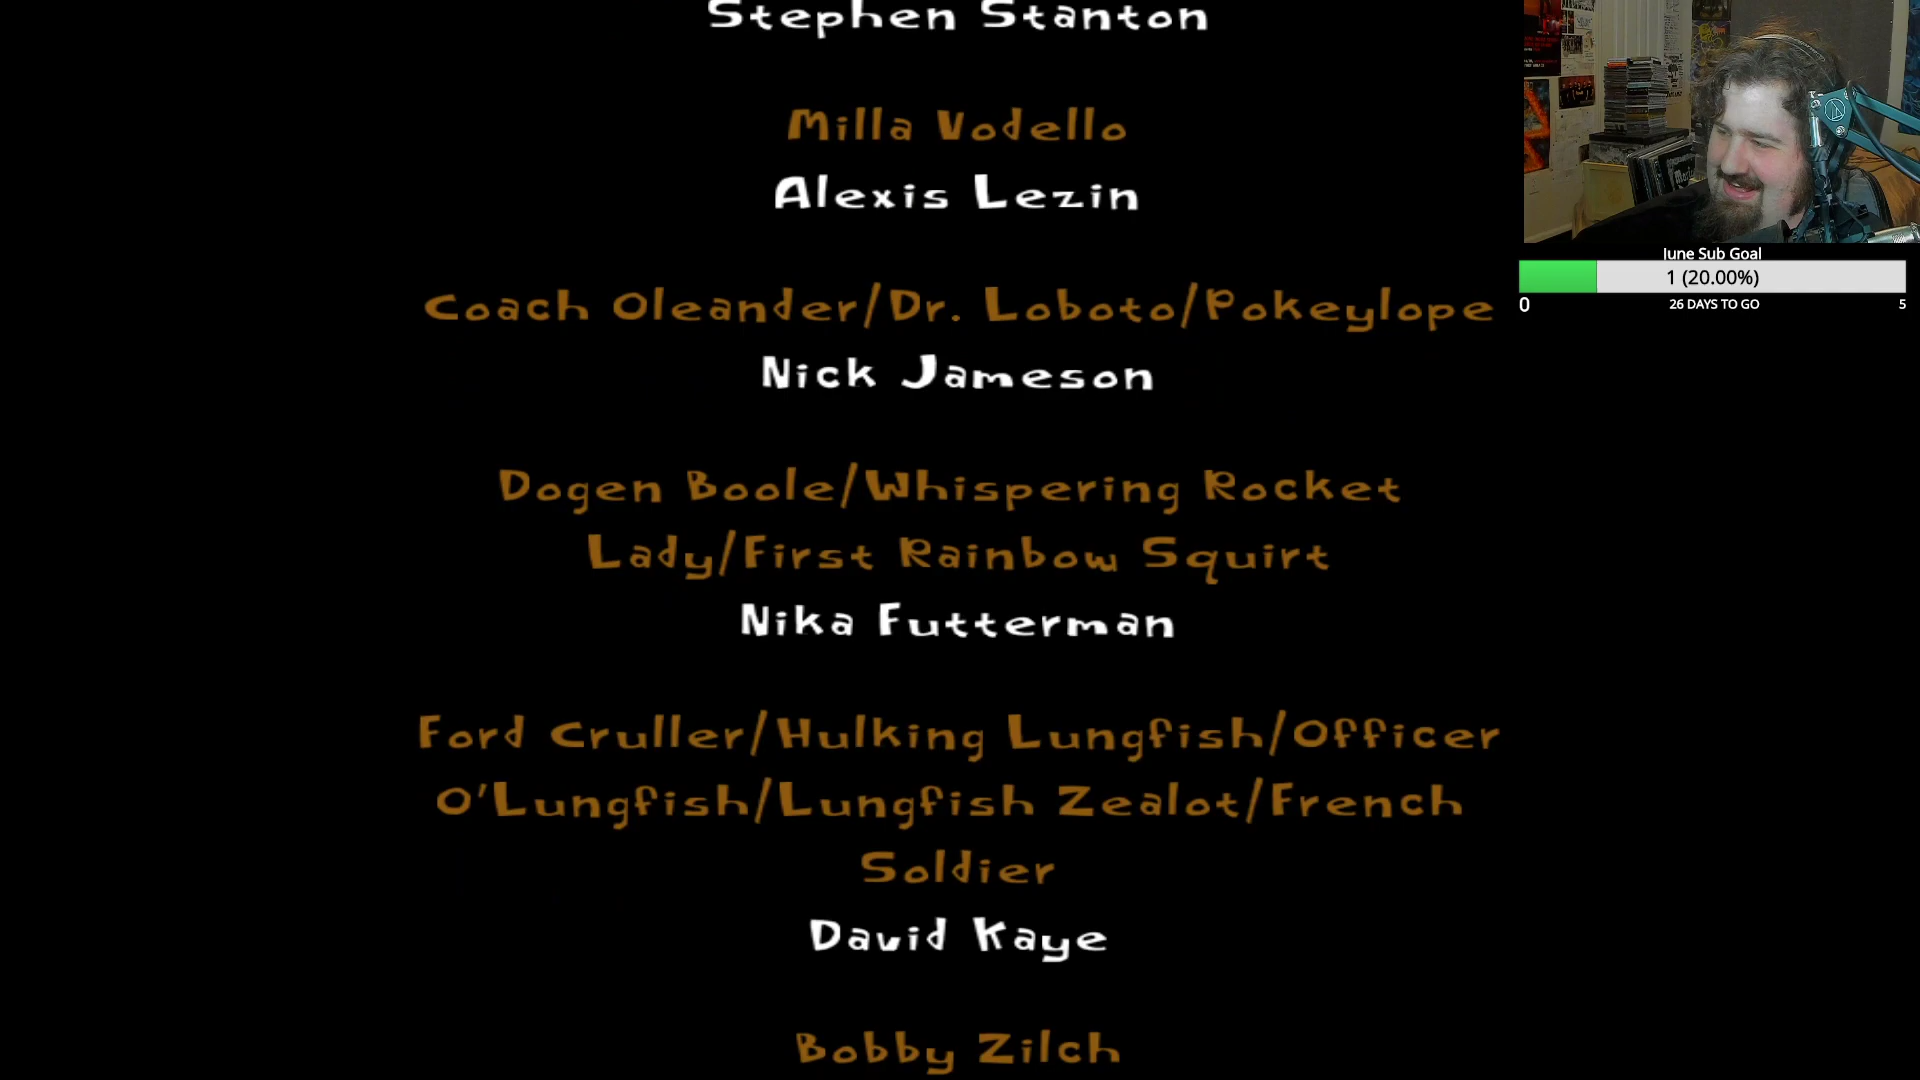 Stephen Stanton
Milla Vodello
Alexis Lezin
Coach Oleander/Dr. Loboto/Pokeylope
Nick Jameson
Dogen Boole/Whispering Rocket
Lady/First Rainbow Squirt
Nika Futterman
Ford Cruller/Hulking Lungfish/Officer
O'Lungfish/Lungfish Zealot/French
Soldier
David Kaye
Bobby Zilch
June Sub Goal
1 (20.00%)
0
26 DAYS TO GO
5